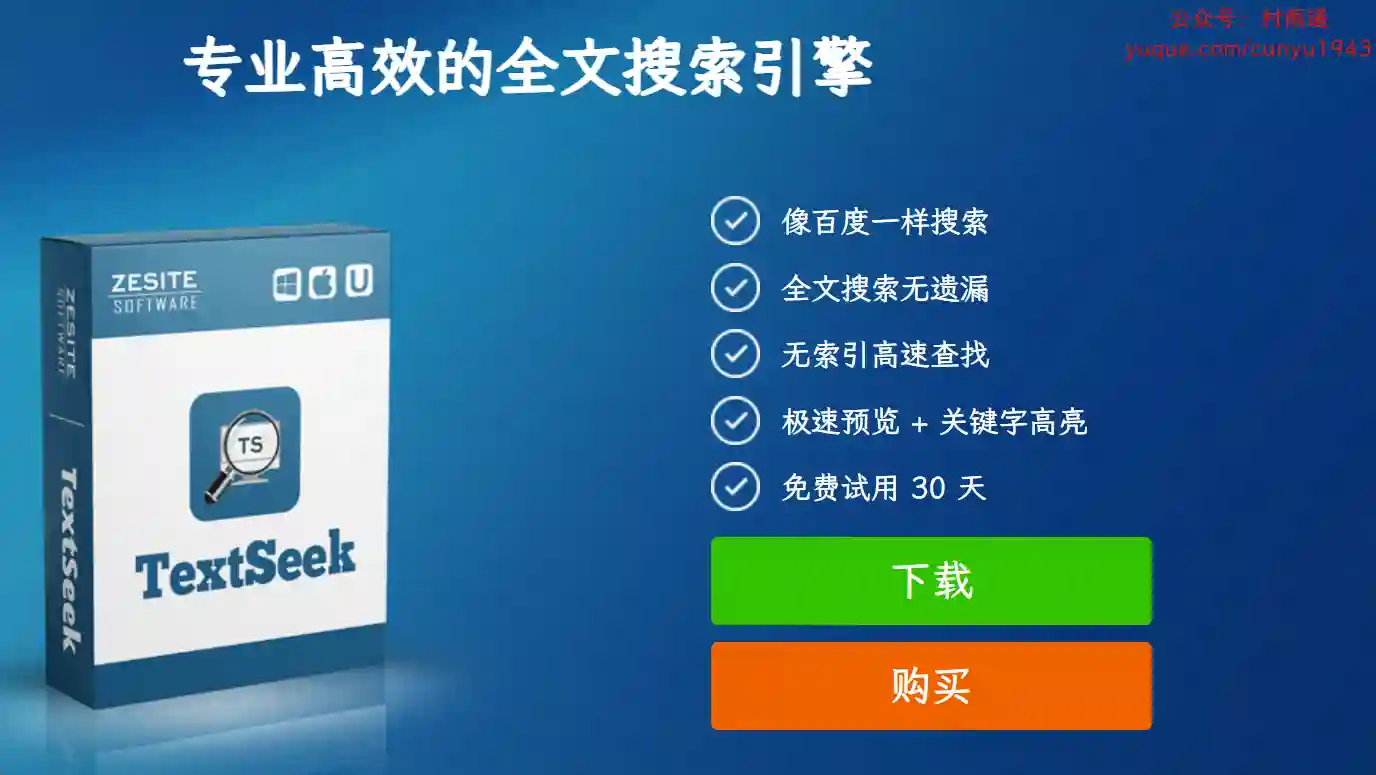 公众号：村雨遥
yuque.com/cunyu1943
专业高效的全文搜索引擎
ZESITE
SOFTWARE
ZESITE
SOFTWARE
TS
TextSeek
TextSeek
像百度一样搜索
全文搜索无遗漏
无索引高速查找
极速预览 + 关键字高亮
免费试用 30 天
下载
购买